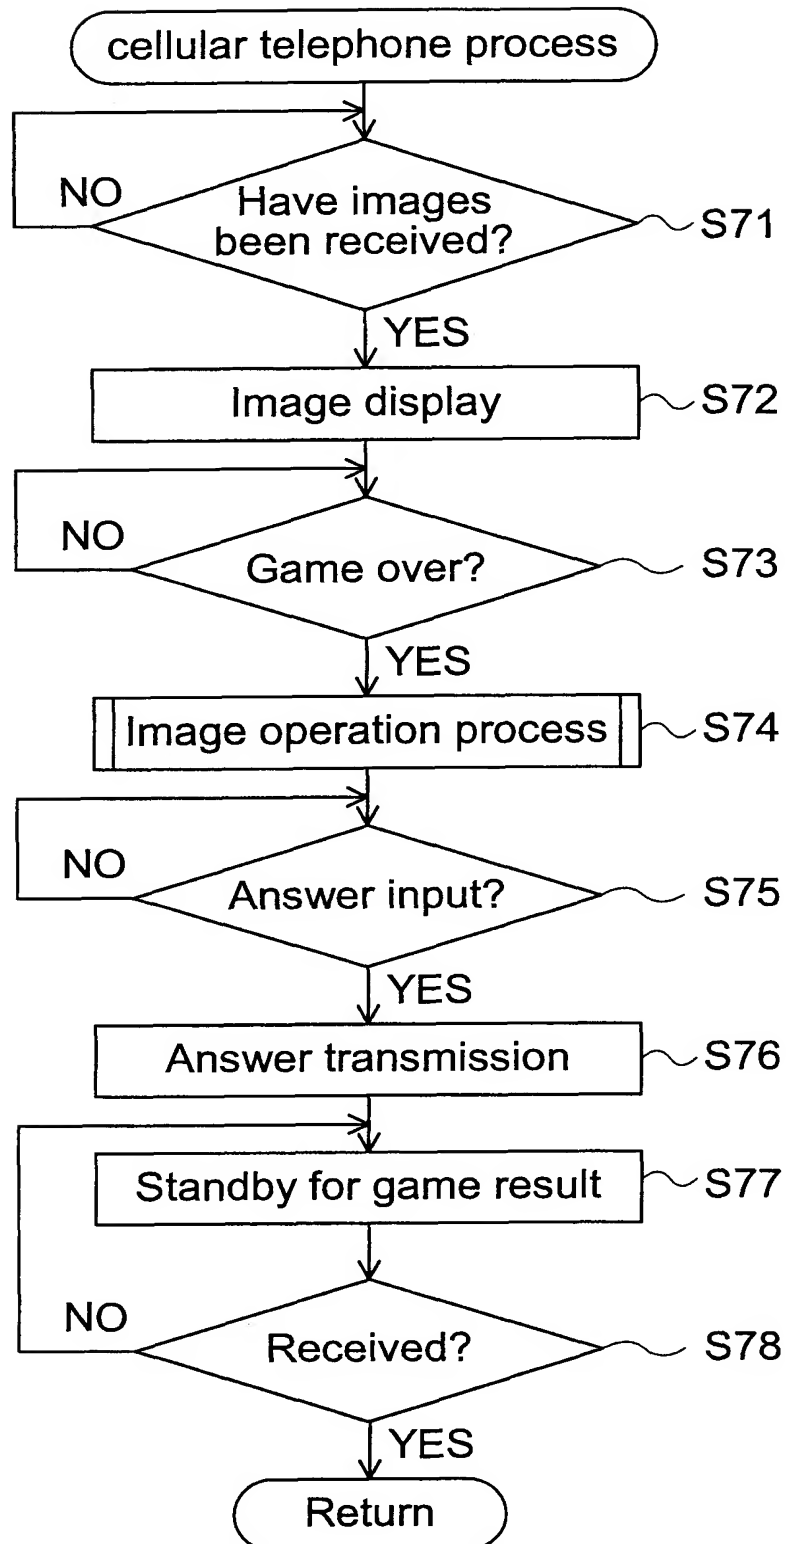 cellular telephone process
NO
Have images
been received?
S71
YES
Image display
S72
NO
Game over?
S73
YES
Image operation process
S74
NO
Answer input?
S75
YES
Answer transmission
S76
Standby for game result
S77
NO
Received?
S78
YES
Return